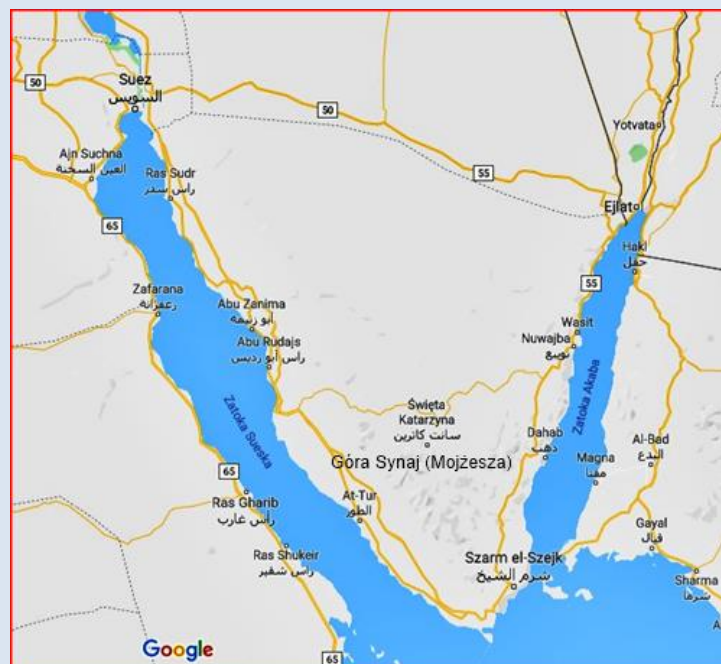 50
Suez
السويس
50
Yotvata
Ajn Suchna
العين السخنة
Ras Sudr
راس سدر
55
Ejlat
65
Hakl
حقل
55
Zafarana
زعفرانة
Abu Zanima
أبو زنيمة
Wasit
Nuwajba
نويبع
Abu Rudajs
راس أبو رديس
Zatoka Sueska
Zatoka Akaba
Święta
Katarzyna
سانت كاترين
Dahab
دهب
Al-Bad
البدع
Góra Synaj (Mojżesza)
Magna
مقنا
65
Ras Gharib
رأس غارب
At-Tur
الطور
Gayal
قيال
Ras Shukeir
راس شقير
Szarm el-Szejk
شرم الشيخ
Sharma
شرما
A
Google
65